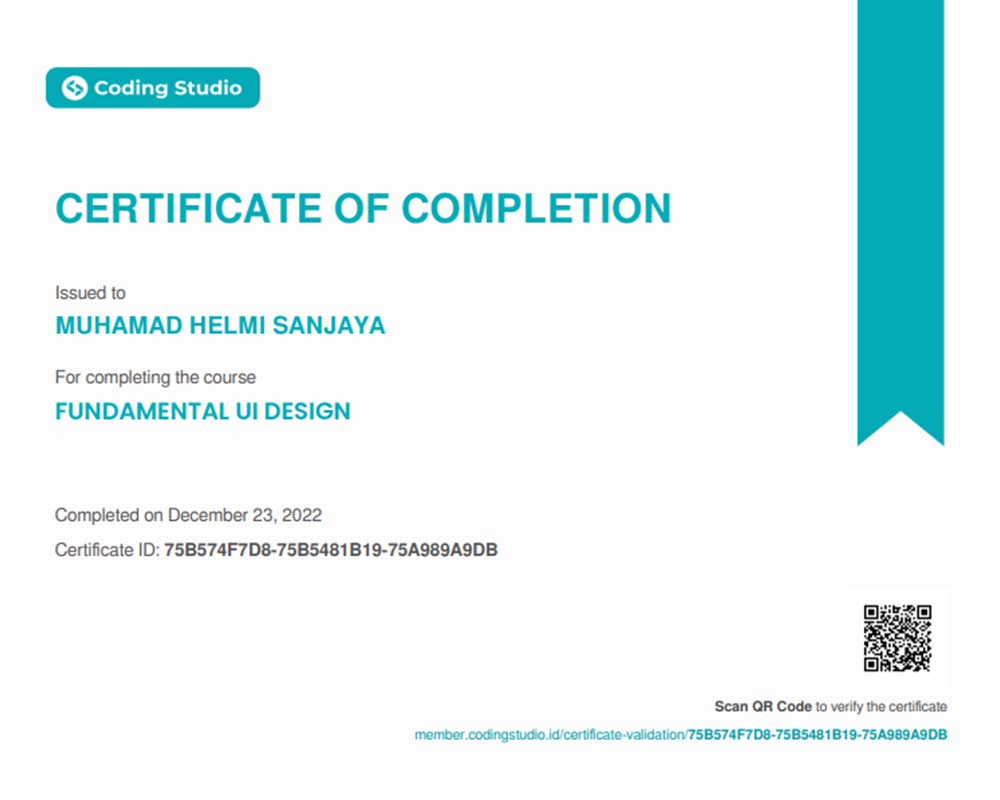 Coding Studio
CERTIFICATE OF COMPLETION
Issued to
MUHAMAD HELMI SANJAYA
For completing the course
FUNDAMENTAL UI DESIGN
Completed on December 23, 2022
Certificate ID: 75B574F7D8-75B5481B19-75A989A9DB
Scan QR Code to verify the certificate
member.codingstudio.id/certificate-validation/75B574F7D8-75B5481B19-75A989A9DB